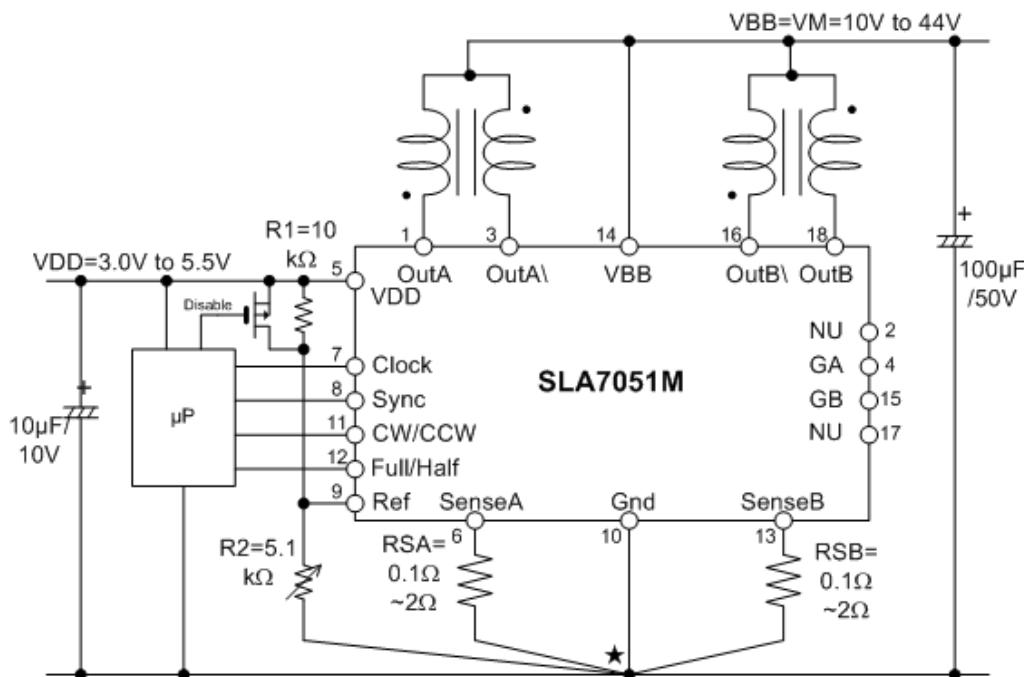 VBB=VM=10V to 44V
R1=10
kΩ
VDD=3.0V to 5.5V
1
3
14
16
18
OutA
OutA\
VBB
OutB\
OutB
5
VDD
Disable
100µF
/50V
NU 2
GA 4
GB 15
NU 17
SLA7051M
7 Clock
8 Sync
11 CW/CCW
12 Full/Half
9 Ref
µP
10µF/
10V
SenseA
Gnd
SenseB
6
10
13
R2=5.1
kΩ
RSA=
0.1Ω
~2Ω
RSB=
0.1Ω
~2Ω